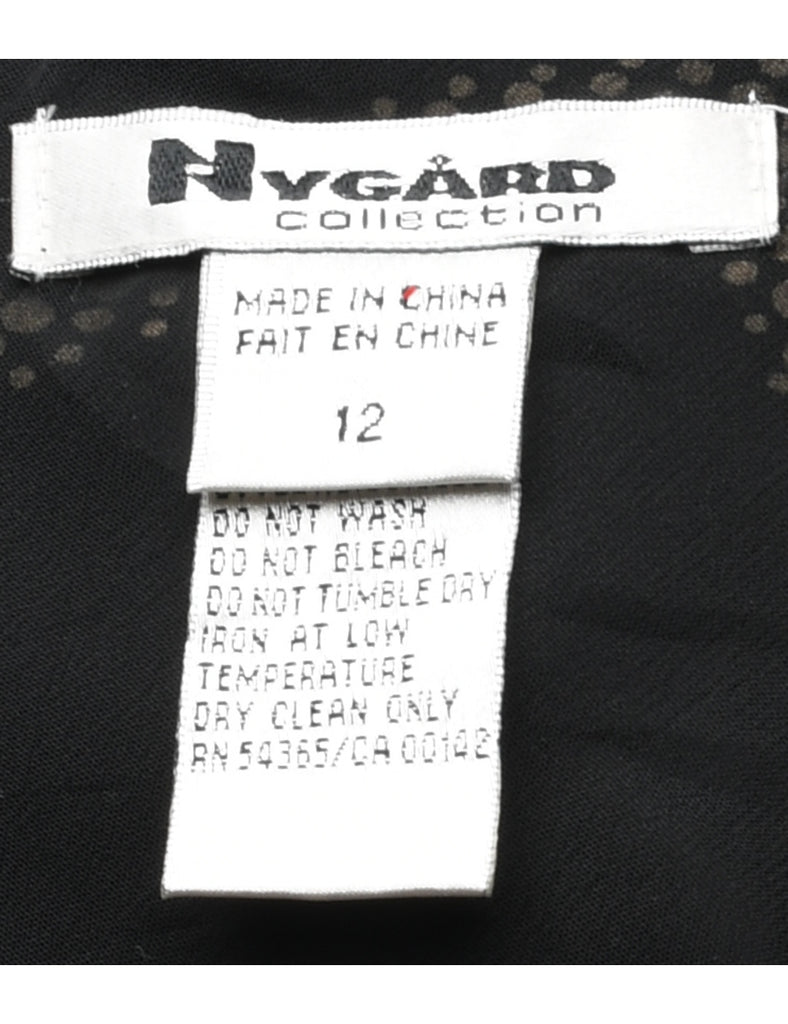 NYGÅRD
collection
MADE IN CHINA
FAIT EN CHINE
12
DO NOT WASH
DO NOT BLEACH
DO NOT TUMBLE DRY
IRON AT LOW
TEMPERATURE
DRY CLEAN ONLY
RN 54365/CA 00142